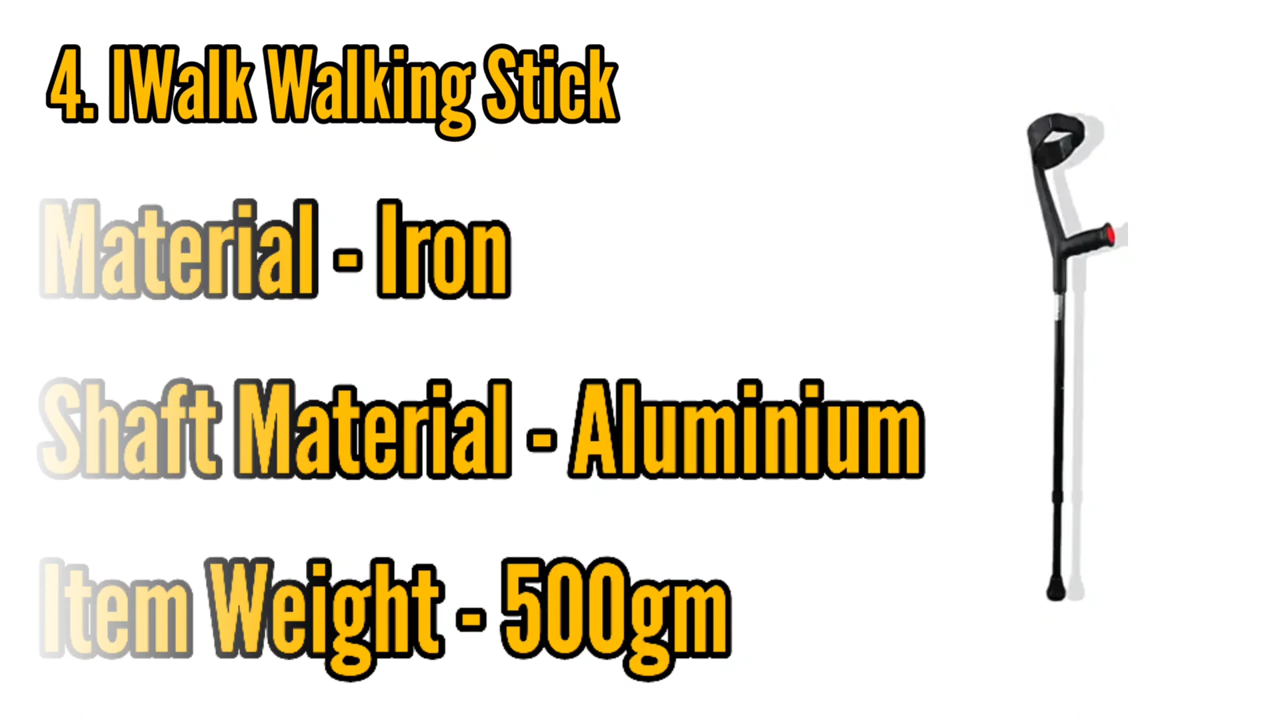 4. IWalk Walking Stick
Material - Iron
Shaft Material - Aluminium
Item Weight - 500gm